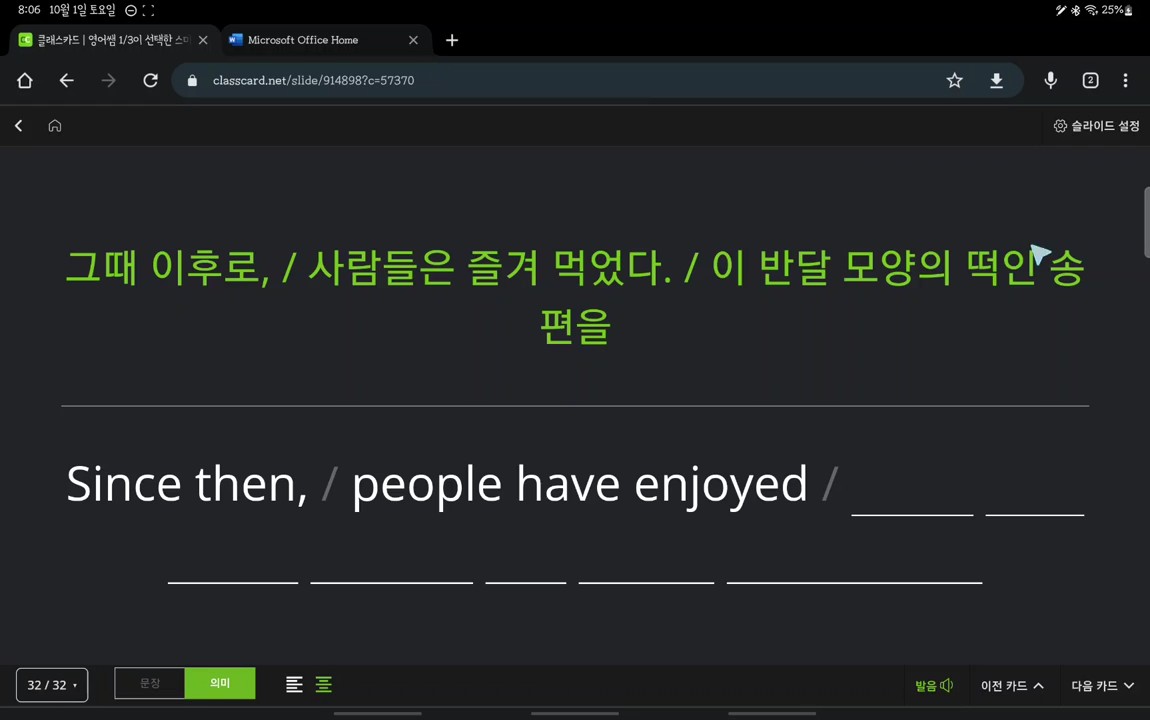 8:06 10월 1일 토요일
25%
클래스카드 | 영어쌤 1/3이 선택한 스마
Microsoft Office Home
classcard.net/slide/914898?c=57370
2
슬라이드 설정
그때 이후로, / 사람들은 즐겨 먹었다. / 이 반달 모양의 떡인 송
편을
Since then, / people have enjoyed /
32 / 32
문장
의미
발음
이전 카드
다음 카드